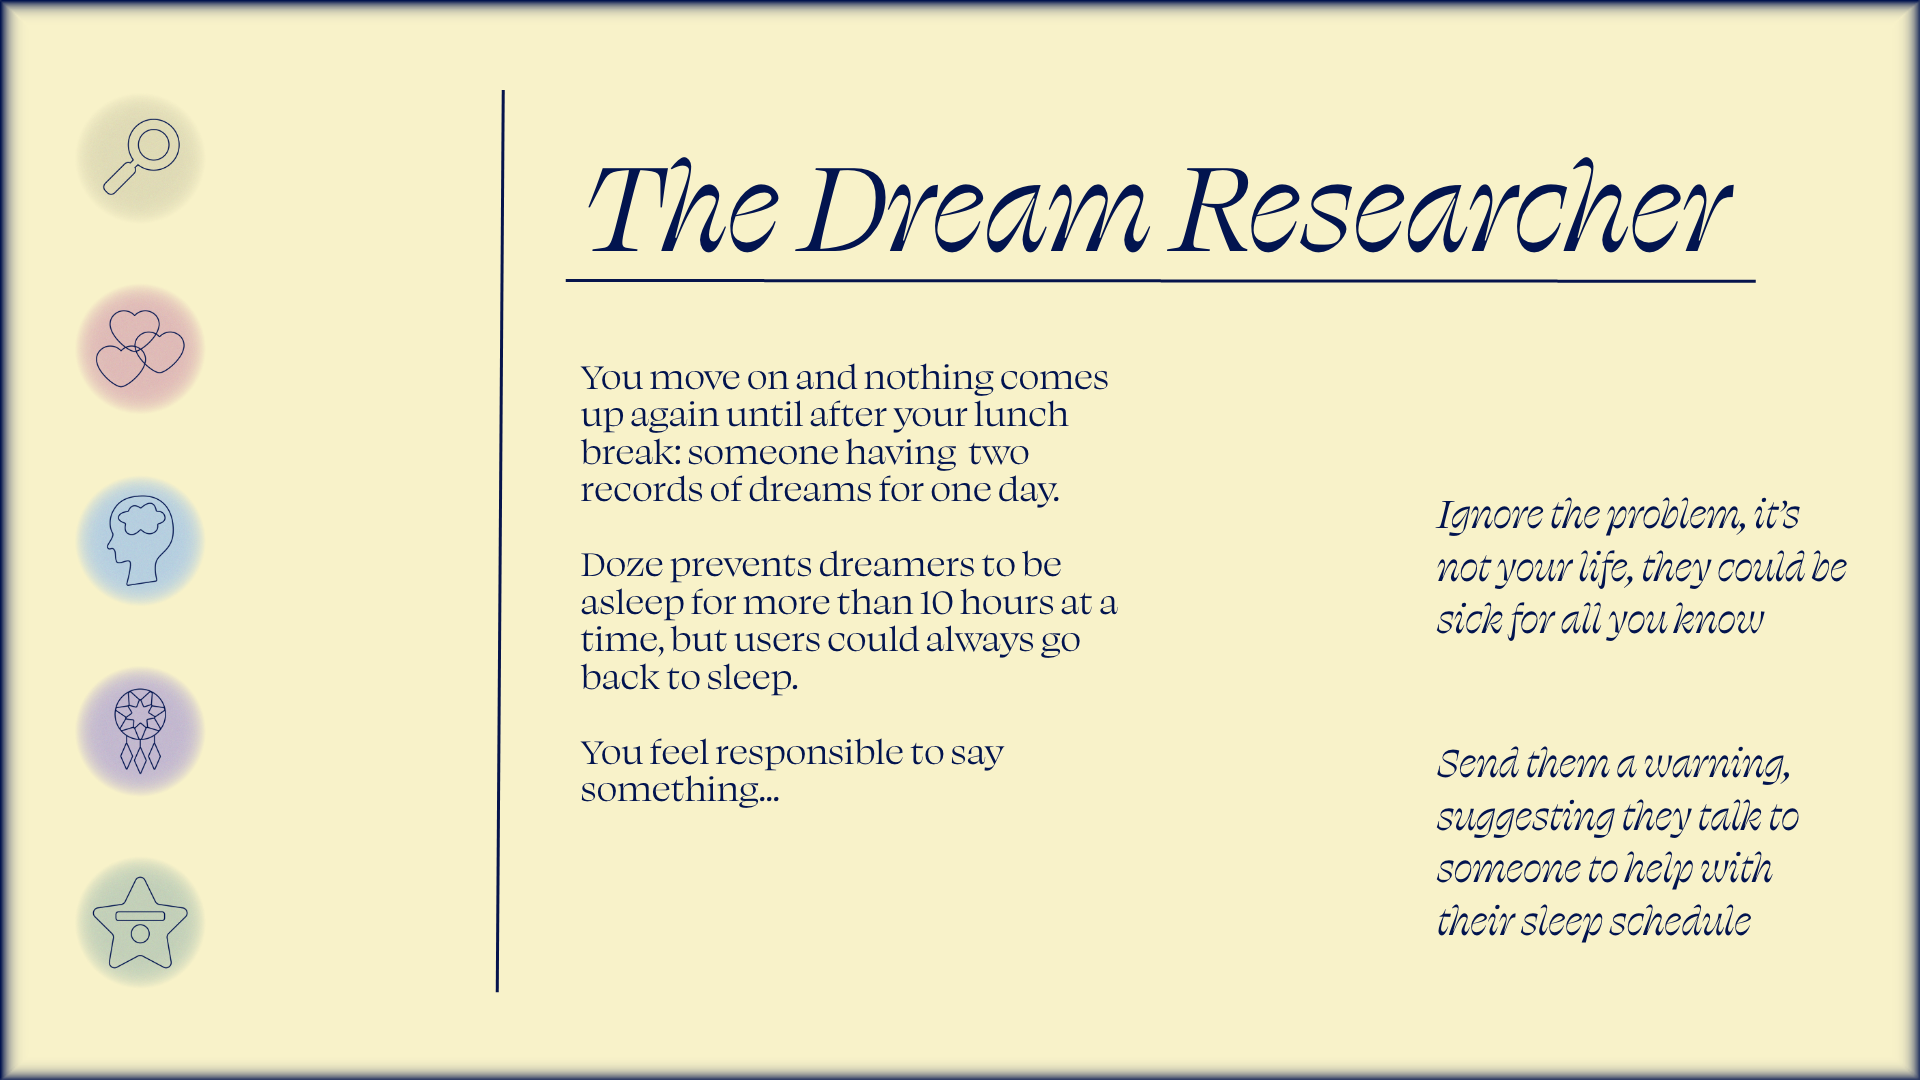 The Dream Researcher
You move on and nothing comes
up again until after your lunch
break: someone having  two
records of dreams for one day.
Doze prevents dreamers to be
asleep for more than 10 hours at a
time, but users could always go
back to sleep.
You feel responsible to say
something...
Ignore the problem, it's
not your life, they could be
sick for all you know
Send them a warning,
suggesting they talk to
someone to help with
their sleep schedule